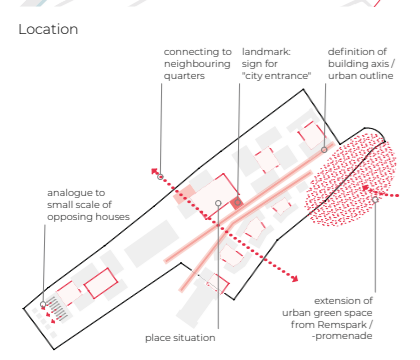 Location
connecting to
neighbouring
quarters
landmark:
sign for
"city entrance"
definition of
building axis /
urban outline
analogue to
small scale of
opposing houses
place situation
extension of
urban green space
from Remspark /
-promenade